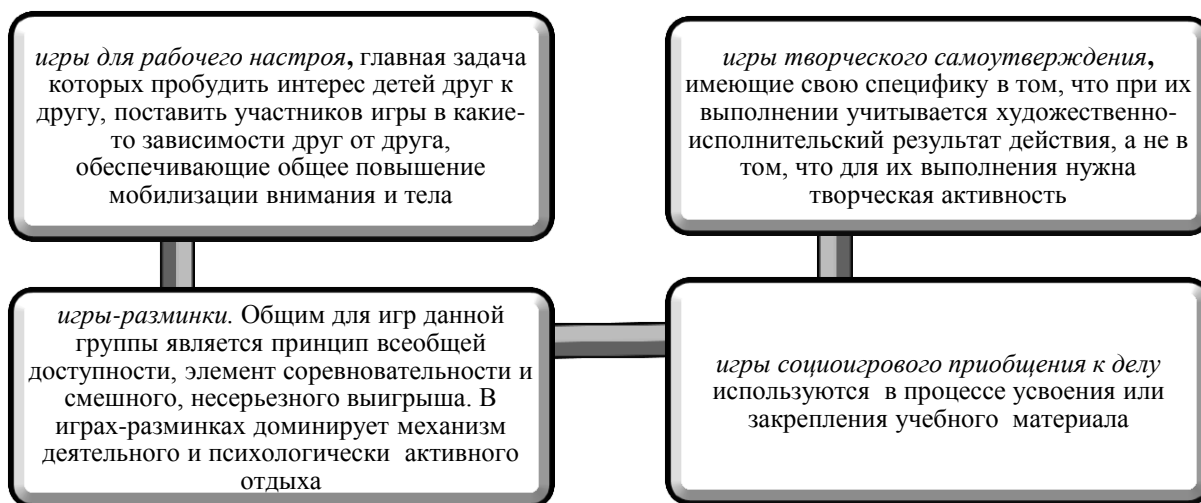 игры для рабочего настроя, главная задача
которых пробудить интерес детей друг к
другу, поставить участников игры в какие-
то зависимости друг от друга,
обеспечивающие общее повышение
мобилизации внимания и тела
игры-разминки. Общим для игр данной
группы является принцип всеобщей
доступности, элемент соревновательности и
смешного, несерьезного выигрыша. В
играх-разминках доминирует механизм
деятельного и психологически активного
отдыха
игры социоигрового приобщения к делу
используются в процессе усвоения или
закрепления учебного материала
игры творческого самоутверждения,
имеющие свою специфику в том, что при их
выполнении учитывается художественно-
исполнительский результат действия, а не в
том, что для их выполнения нужна
творческая активность